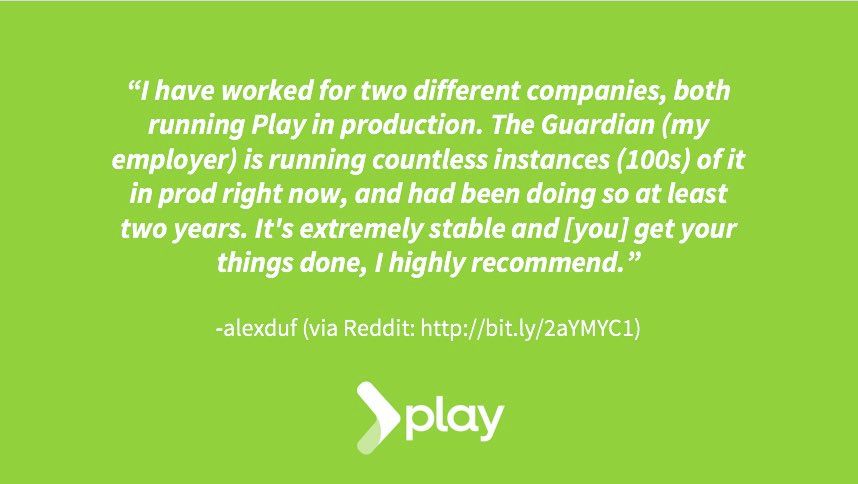 “I have worked for two different companies, both
running Play in production. The Guardian (my
employer) is running countless instances (100s) of it
in prod right now, and had been doing so at least
two years. It's extremely stable and [you] get your
things done, I highly recommend.”
-alexduf (via Reddit: http://bit.ly/2aYMYC1)
play